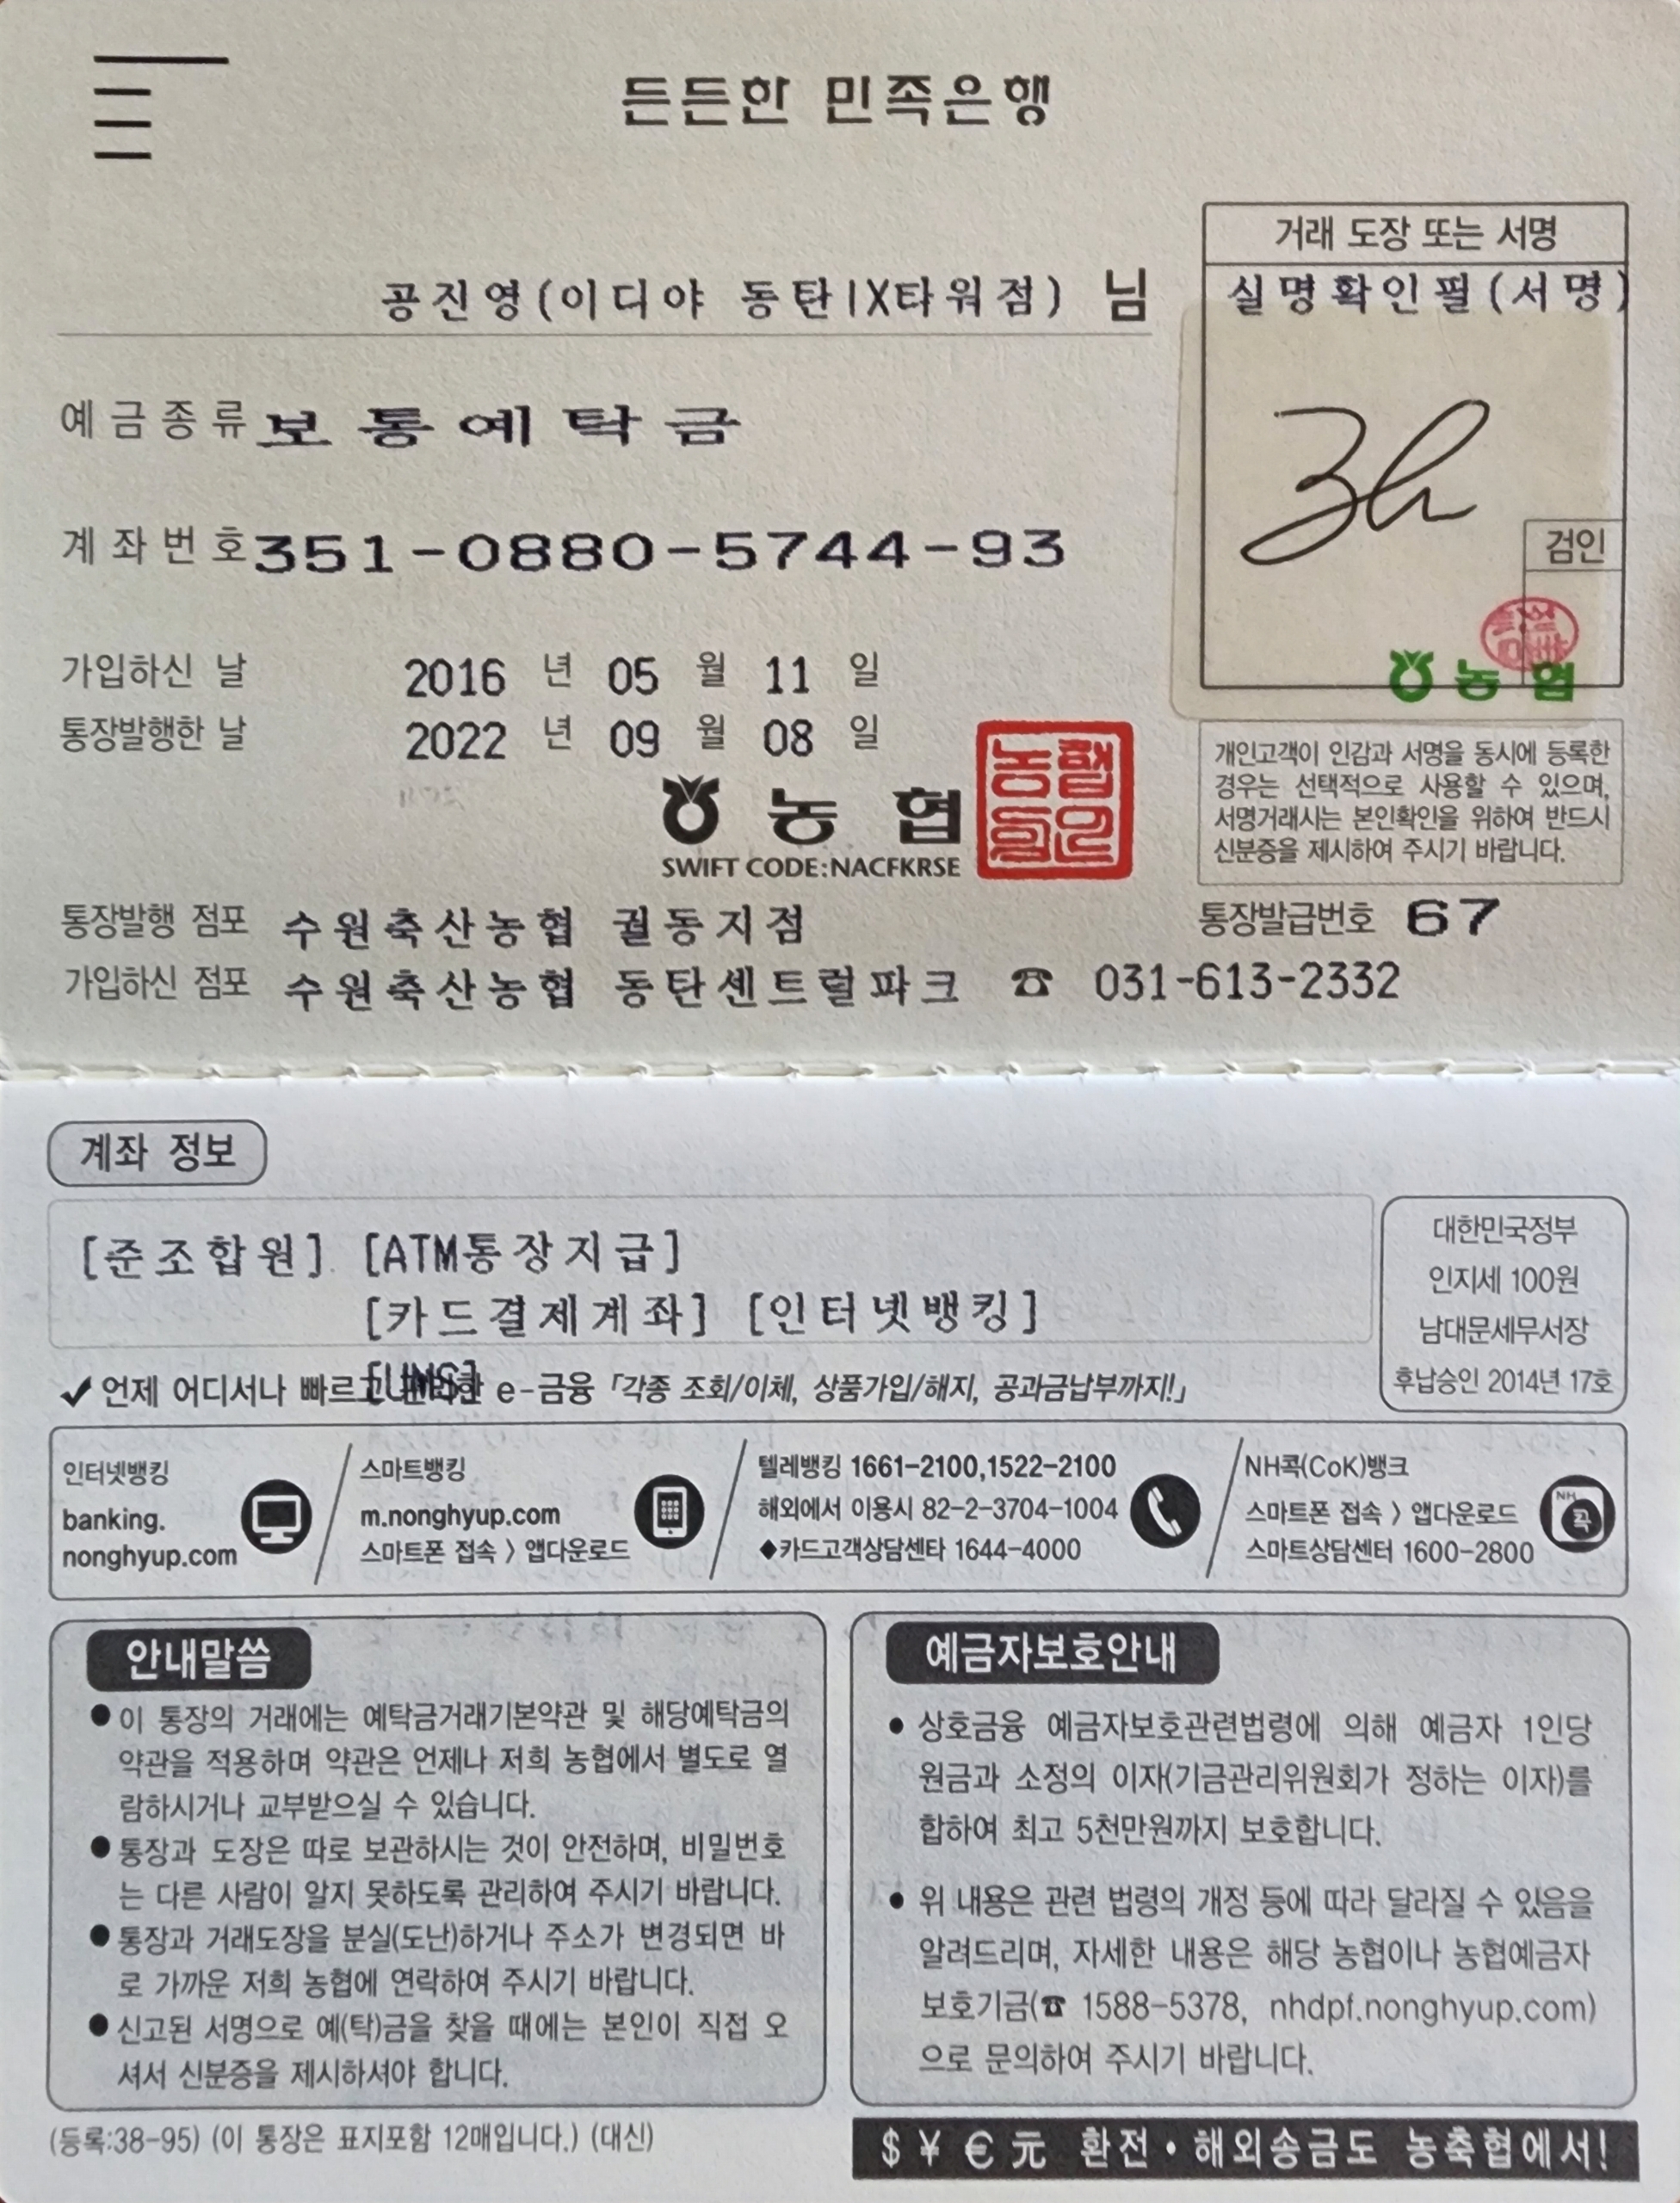 든든한 민족은행
거래 도장 또는 서명
공진영(이디야 동탄IX타워점) 님
실명확인필(서명)
예금종류 보통예탁금
계좌번호 351-0880-5744-93
검인
가입하신 날 2016 년 05 월 11 일
통장발행한 날 2022 년 09 월 08 일
농협
농협
SWIFT CODE:NACFKRSE
개인고객이 인감과 서명을 동시에 등록한
경우는 선택적으로 사용할 수 있으며,
서명거래시는 본인확인을 위하여 반드시
신분증을 제시하여 주시기 바랍니다.
통장발행 점포 수원축산농협 권동지점
통장발급번호 67
가입하신 점포 수원축산농협 동탄센트럴파크 ☎ 031-613-2332
계좌 정보
[준조합원] [ATM통장지급]
[카드결제계좌] [인터넷뱅킹]
[UMS]
✔언제 어디서나 빠르고 편리한 e-금융 「각종 조회/이체, 상품가입/해지, 공과금납부까지!」
대한민국정부
인지세 100원
남대문세무서장
후납승인 2014년 17호
인터넷뱅킹
banking.
nonghyup.com
스마트뱅킹
m.nonghyup.com
스마트폰 접속 > 앱다운로드
텔레뱅킹 1661-2100,1522-2100
해외에서 이용시 82-2-3704-1004
◆카드고객상담센타 1644-4000
NH콕(CoK)뱅크
스마트폰 접속 > 앱다운로드
스마트상담센터 1600-2800
NH
콕
안내말씀
● 이 통장의 거래에는 예탁금거래기본약관 및 해당예탁금의
약관을 적용하며 약관은 언제나 저희 농협에서 별도로 열
람하시거나 교부받으실 수 있습니다.
● 통장과 도장은 따로 보관하시는 것이 안전하며, 비밀번호
는 다른 사람이 알지 못하도록 관리하여 주시기 바랍니다.
● 통장과 거래도장을 분실(도난)하거나 주소가 변경되면 바
로 가까운 저희 농협에 연락하여 주시기 바랍니다.
● 신고된 서명으로 예(탁)금을 찾을 때에는 본인이 직접 오
셔서 신분증을 제시하셔야 합니다.
예금자보호안내
● 상호금융 예금자보호관련법령에 의해 예금자 1인당
원금과 소정의 이자(기금관리위원회가 정하는 이자)를
합하여 최고 5천만원까지 보호합니다.
● 위 내용은 관련 법령의 개정 등에 따라 달라질 수 있음을
알려드리며, 자세한 내용은 해당 농협이나 농협예금자
보호기금(☎ 1588-5378, nhdpf.nonghyup.com)
으로 문의하여 주시기 바랍니다.
(등록:38-95) (이 통장은 표지포함 12매입니다.) (대신)
$ ¥ € 元 환전・해외송금도 농축협에서!